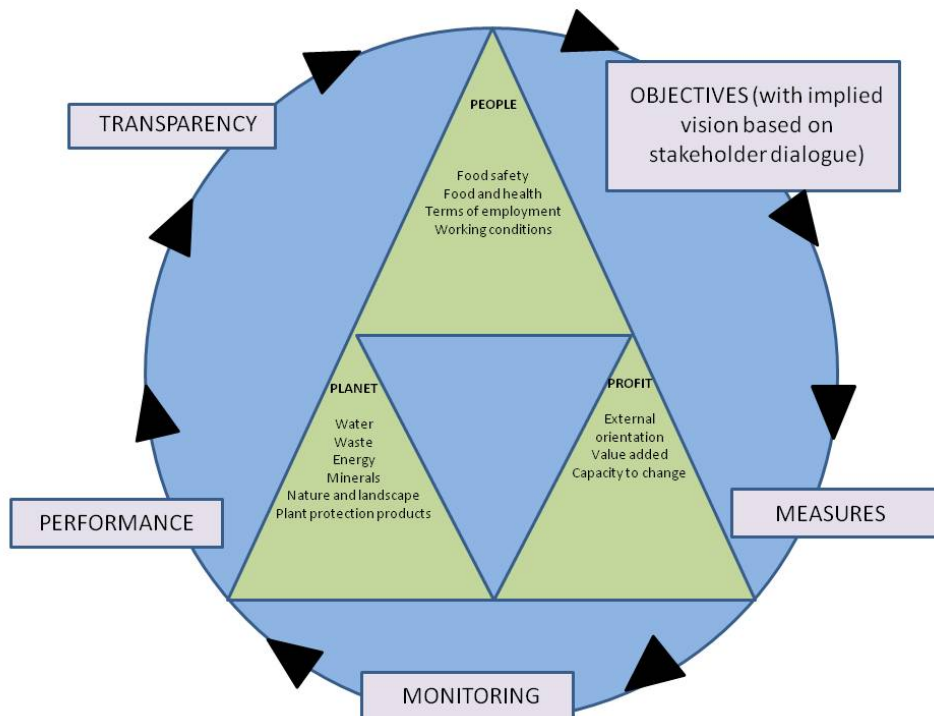 TRANSPARENCY
OBJECTIVES (with implied
vision based on
stakeholder dialogue)
PEOPLE
Food safety
Food and health
Terms of employment
Working conditions
PLANET
Water
Waste
Energy
Minerals
Nature and landscape
Plant protection products
PROFIT
External
orientation
Value added
Capacity to change
PERFORMANCE
MEASURES
MONITORING